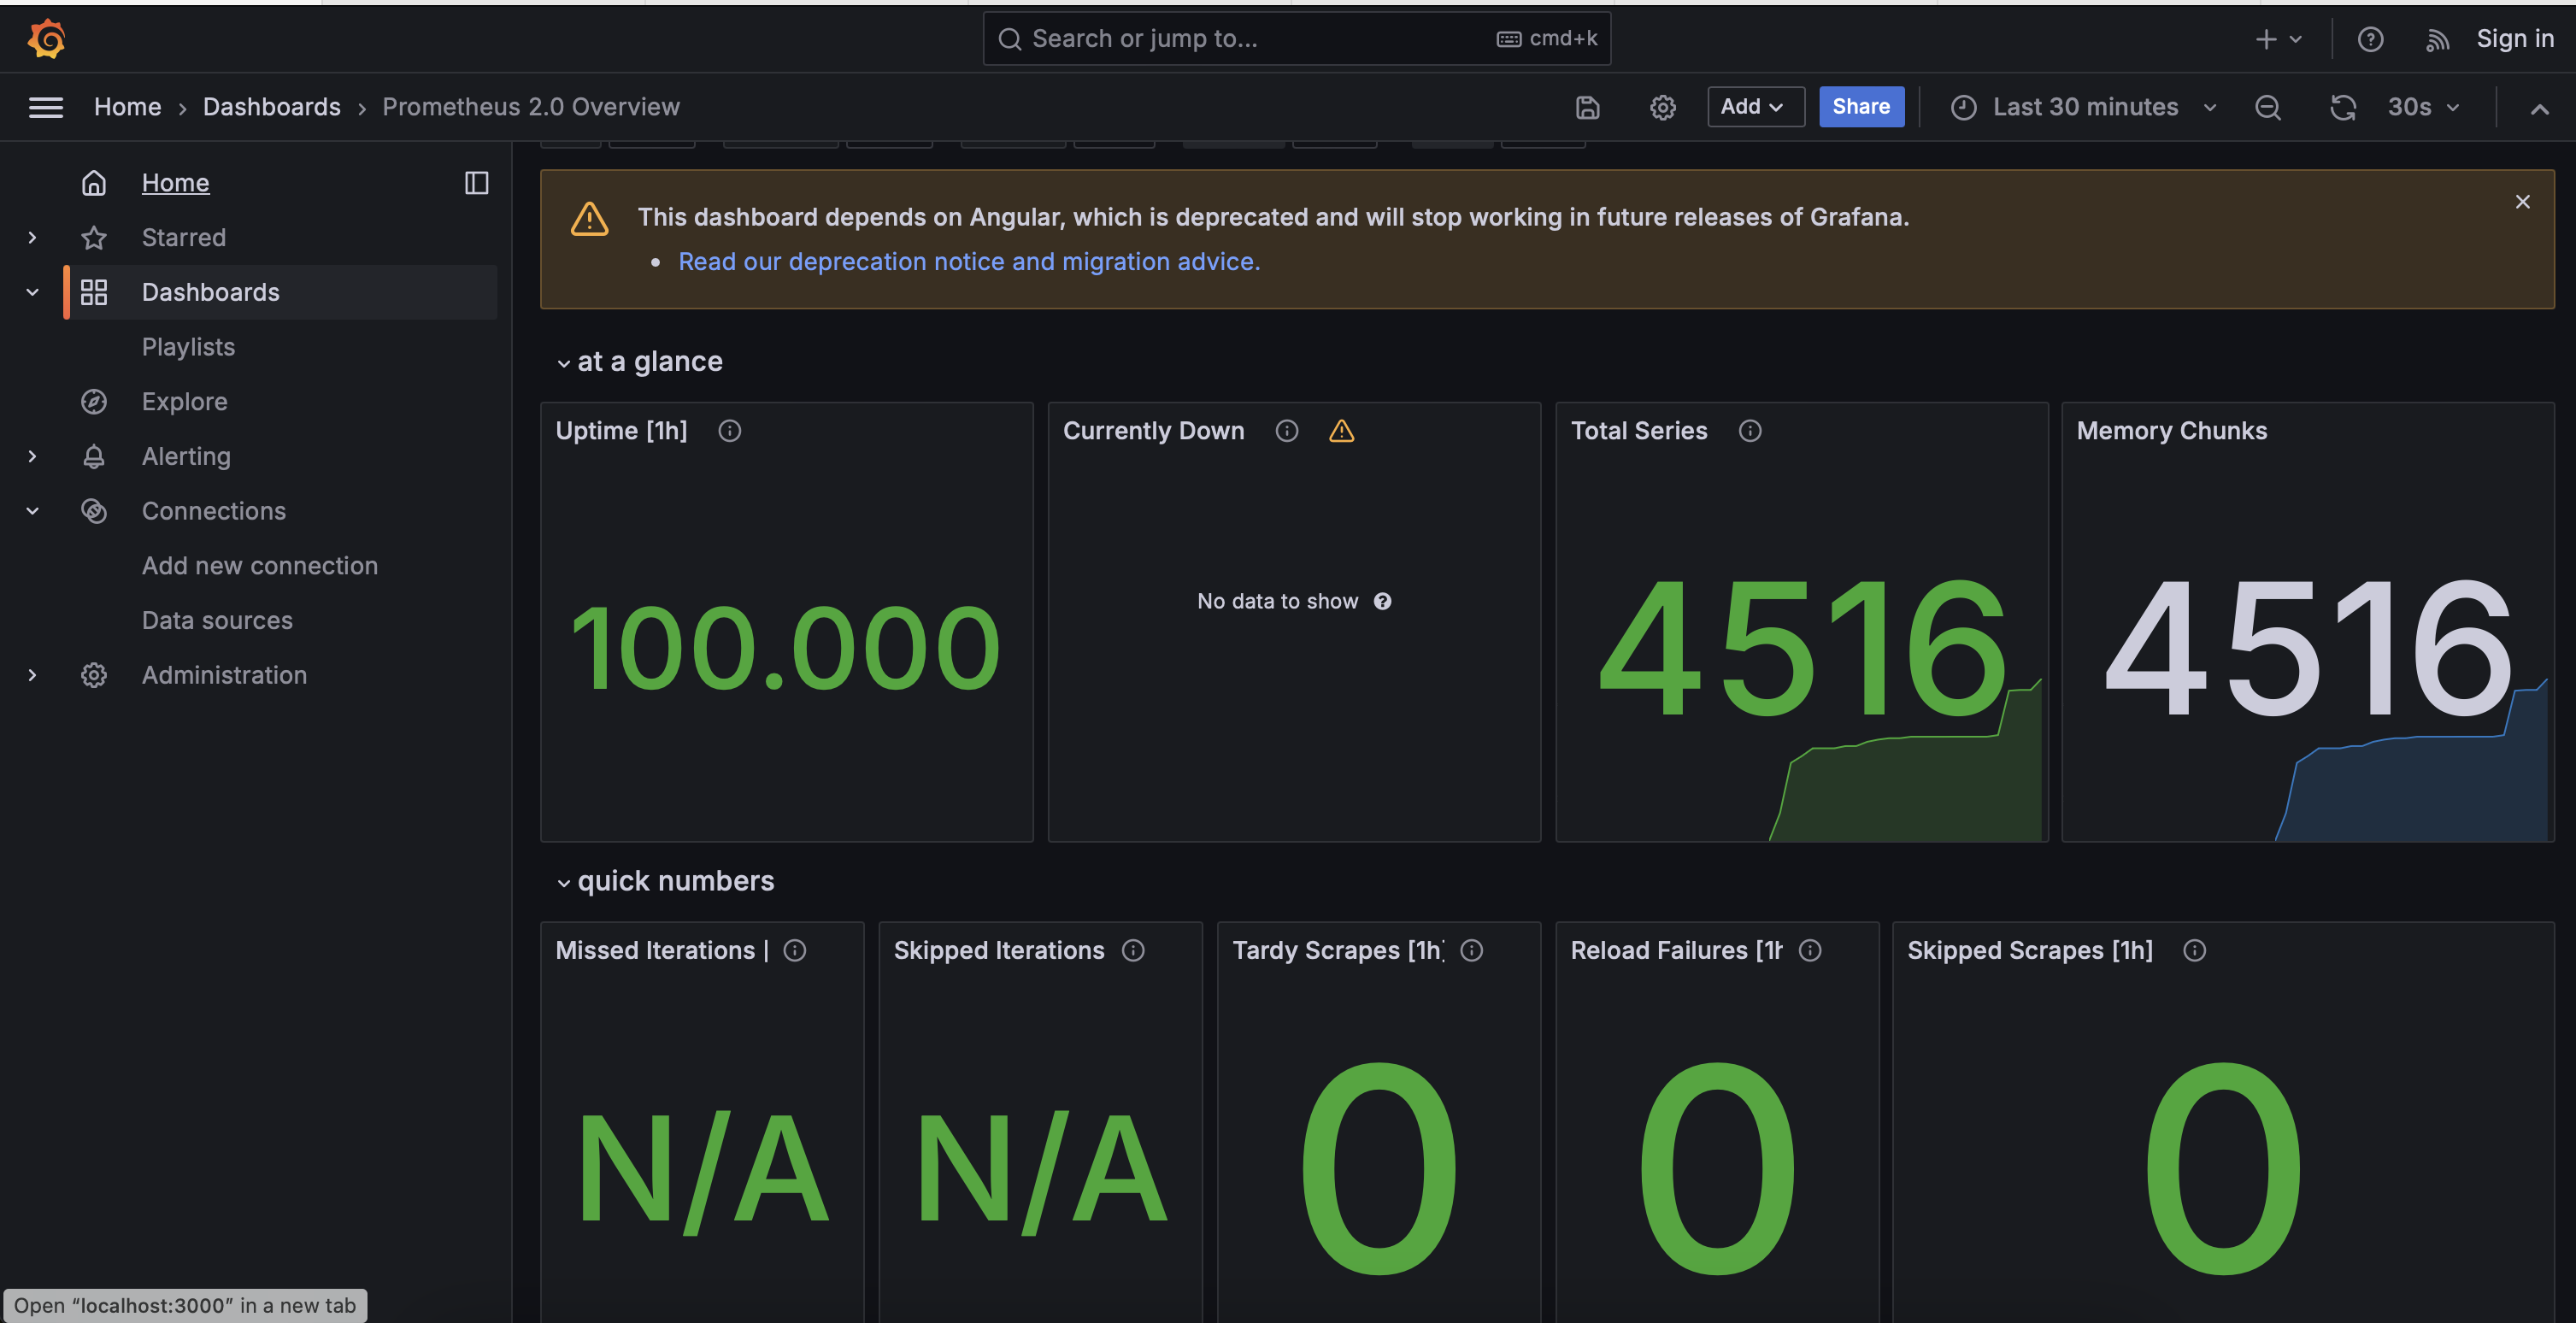 Search or jump to...
cmd+k
Sign in
Home › Dashboards › Prometheus 2.0 Overview
Add
Share
Last 30 minutes
30s
Home
Starred
Dashboards
Playlists
Explore
Alerting
Connections
Add new connection
Data sources
Administration
This dashboard depends on Angular, which is deprecated and will stop working in future releases of Grafana.
• Read our deprecation notice and migration advice.
at a glance
Uptime [1h]
100.000
Currently Down
No data to show
Total Series
4516
Memory Chunks
4516
quick numbers
Missed Iterations |
N/A
Skipped Iterations
N/A
Tardy Scrapes [1h]
0
Reload Failures [1h
0
Skipped Scrapes [1h]
0
Open “localhost:3000” in a new tab